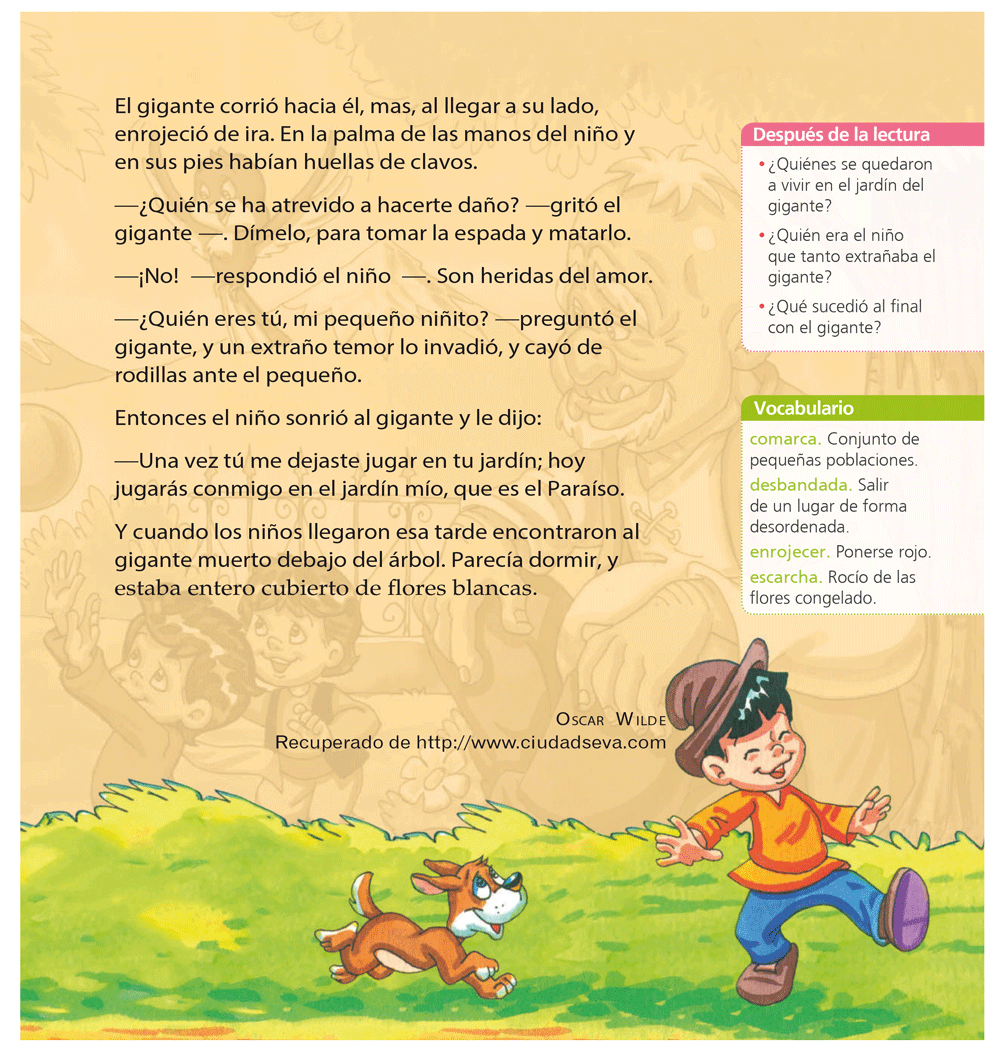 El gigante corrió hacia él, mas, al llegar a su lado,
enrojeció de ira. En la palma de las manos del niño y
en sus pies habían huellas de clavos.
—¿Quién se ha atrevido a hacerte daño? —gritó el
gigante —. Dímelo, para tomar la espada y matarlo.
—¡No! —respondió el niño —. Son heridas del amor.
—¿Quién eres tú, mi pequeño niñito? —preguntó el
gigante, y un extraño temor lo invadió, y cayó de
rodillas ante el pequeño.
Entonces el niño sonrió al gigante y le dijo:
—Una vez tú me dejaste jugar en tu jardín; hoy
jugarás conmigo en el jardín mío, que es el Paraíso.
Y cuando los niños llegaron esa tarde encontraron al
gigante muerto debajo del árbol. Parecía dormir, y
estaba entero cubierto de flores blancas.
Oscar Wilde
Recuperado de http://www.ciudadseva.com
Después de la lectura
• ¿Quiénes se quedaron
a vivir en el jardín del
gigante?
• ¿Quién era el niño
que tanto extrañaba el
gigante?
• ¿Qué sucedió al final
con el gigante?
Vocabulario
comarca. Conjunto de
pequeñas poblaciones.
desbandada. Salir
de un lugar de forma
desordenada.
enrojecer. Ponerse rojo.
escarcha. Rocío de las
flores congelado.